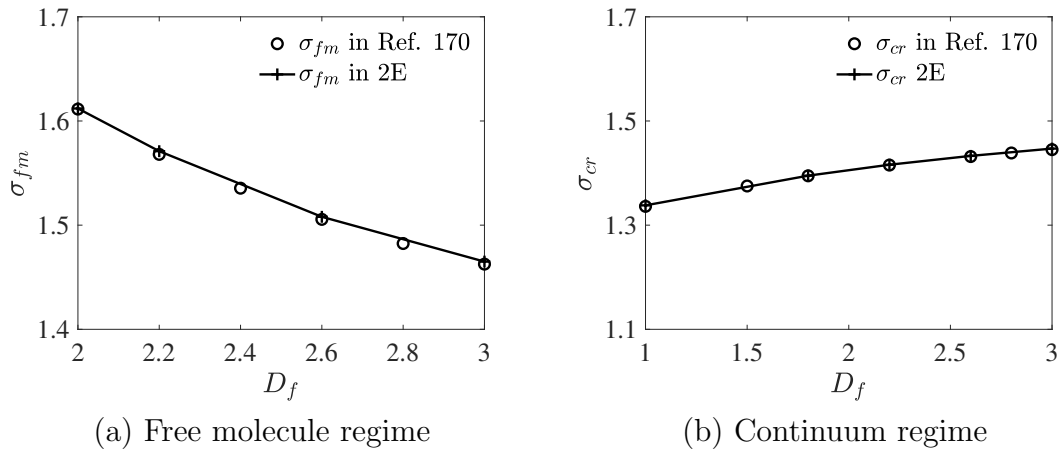 1.7
1.6
1.5
1.4
σ_fm
σ_fm in Ref. 170
σ_fm in 2E
2 2.2 2.4 2.6 2.8 3
D_f
(a) Free molecule regime
1.7
1.5
1.3
1.1
σ_cr
σ_cr in Ref. 170
σ_cr 2E
1 1.5 2 2.5 3
D_f
(b) Continuum regime